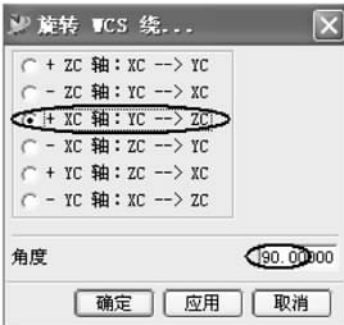 旋转 WCS 绕...
+ ZC 轴：XC --> YC
- ZC 轴：YC --> XC
+ XC 轴：YC --> ZC
- XC 轴：ZC --> YC
+ YC 轴：ZC --> XC
- YC 轴：XC --> ZC
角度 90.00000
确定 应用 取消